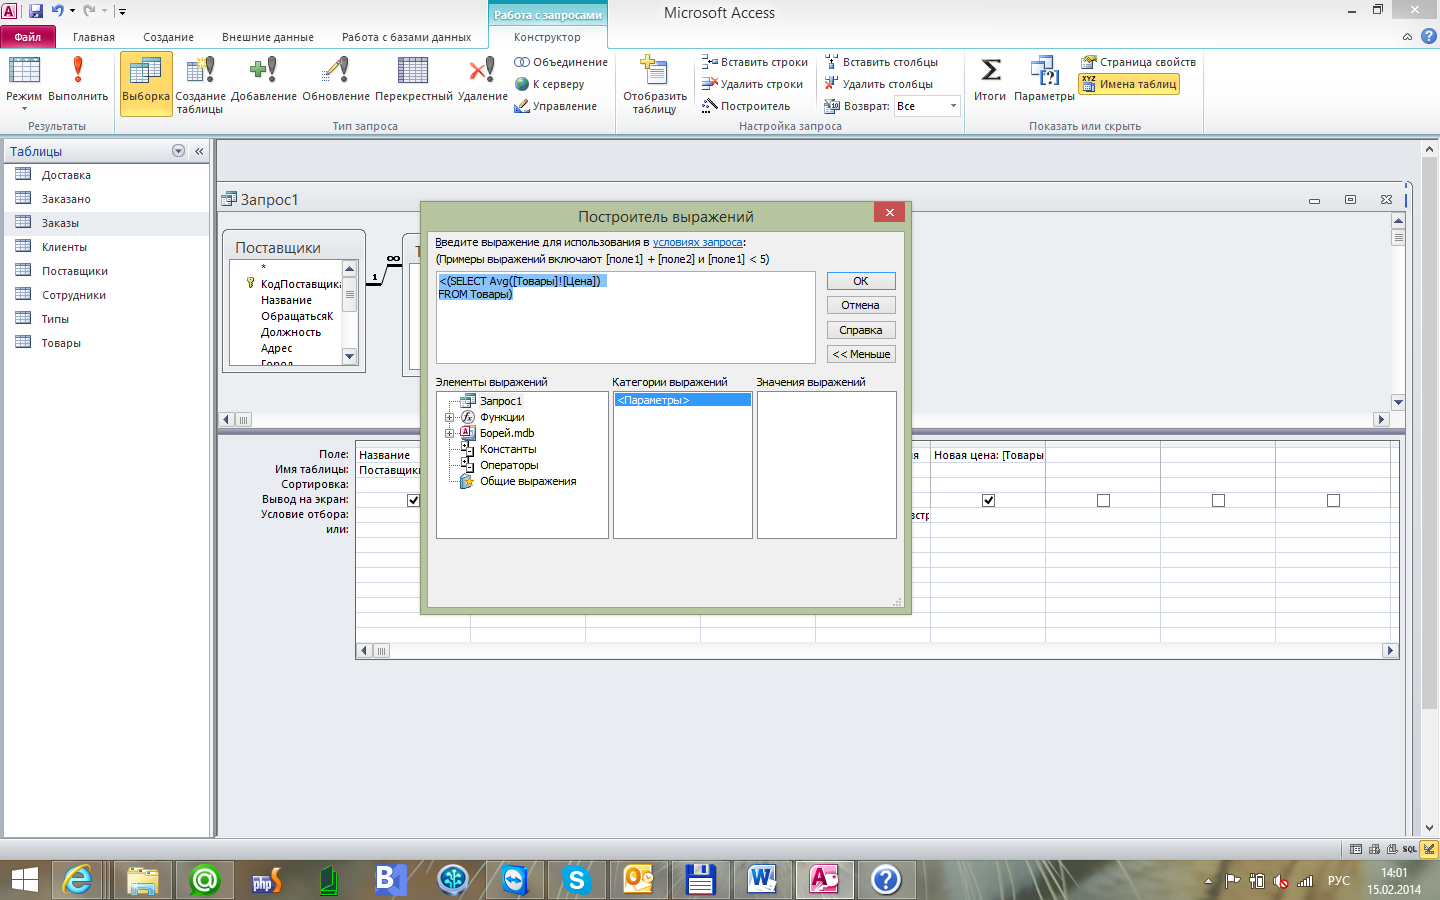 Работа с запросами
Microsoft Access
Файл
Главная
Создание
Внешние данные
Работа с базами данных
Конструктор
Режим
Выполнить
Результаты
Выборка
Создание таблицы
Добавление
Обновление
Перекрестный
Удаление
Объединение
К серверу
Управление
Тип запроса
Отобразить таблицу
Вставить строки
Удалить строки
Построитель
Вставить столбцы
Удалить столбцы
Возврат: Все
Настройка запроса
Итоги
Параметры
Страница свойств
Имена таблиц
Показать или скрыть
Таблицы
Доставка
Заказано
Заказы
Клиенты
Поставщики
Сотрудники
Типы
Товары
Запрос1
Поставщики
*
КодПоставщика
Название
ОбращатьсяК
Должность
Адрес
Город
1
∞
Построитель выражений
Введите выражение для использования в условиях запроса:
(Примеры выражений включают [поле1] + [поле2] и [поле1] < 5)
<(SELECT Avg([Товары]![Цена])
FROM Товары)
ОК
Отмена
Справка
<< Меньше
Элементы выражений
Запрос1
Функции
Борей.mdb
Константы
Операторы
Общие выражения
Категории выражений
<Параметры>
Значения выражений
Поле: Название
ия Новая цена: [Товары
Имя таблицы: Поставщики
Сортировка:
Вывод на экран:
Условие отбора:
встр
или:
SQL
РУС
14:01
15.02.2014